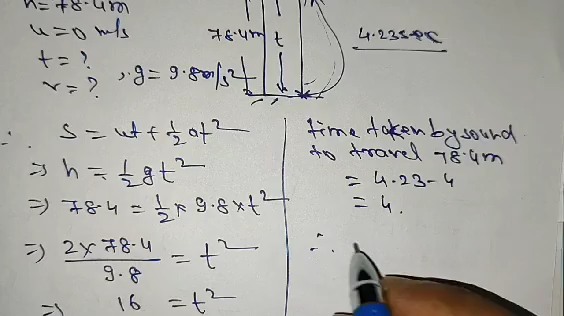 h=78.4m
u=0 m/s
t=?
v=? , g=9.80m/s²
78.4m t
4.23sec
∴ s = ut + ½at²
⇒ h = ½gt²
⇒ 78.4 = ½ × 9.8 × t²
⇒ 2×78.4/9.8 = t²
⇒ 16 = t²
time taken by sound
to travel 78.4m
= 4.23-4
= 4.
∴